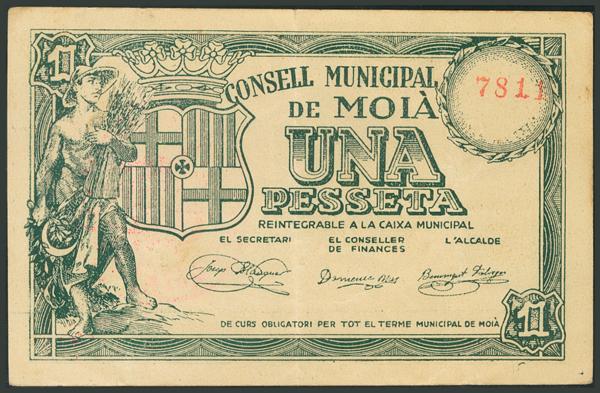 1
CONSELL MUNICIPAL
DE MOIÀ
7811
UNA
PESSETA
REINTEGRABLE A LA CAIXA MUNICIPAL
EL SECRETARI EL CONSELLER DE FINANCES L'ALCALDE
DE CURS OBLIGATORI PER TOT EL TERME MUNICIPAL DE MOIÀ
1